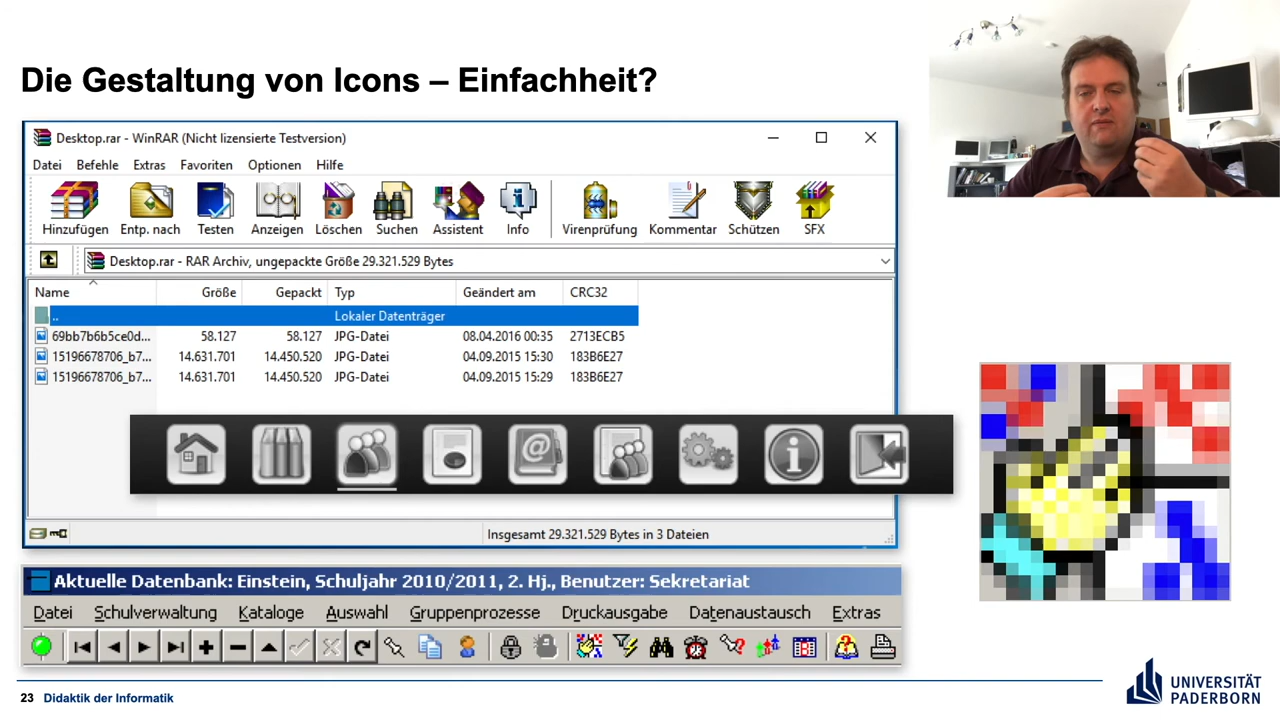 Die Gestaltung von Icons – Einfachheit?
Desktop.rar - WinRAR (Nicht lizensierte Testversion)
Datei Befehle Extras Favoriten Optionen Hilfe
Hinzufügen Entp. nach Testen Anzeigen Löschen Suchen Assistent Info Virenprüfung Kommentar Schützen SFX
Desktop.rar - RAR Archiv, ungepackte Größe 29.321.529 Bytes
Name Größe Gepackt Typ Geändert am CRC32
.. Lokaler Datenträger
69bb7b6b5ce0d... 58.127 58.127 JPG-Datei 08.04.2016 00:35 2713ECB5
15196678706_b7... 14.631.701 14.450.520 JPG-Datei 04.09.2015 15:30 183B6E27
15196678706_b7... 14.631.701 14.450.520 JPG-Datei 04.09.2015 15:29 183B6E27
Insgesamt 29.321.529 Bytes in 3 Dateien
Aktuelle Datenbank: Einstein, Schuljahr 2010/2011, 2. Hj., Benutzer: Sekretariat
Datei Schulverwaltung Kataloge Auswahl Gruppenprozesse Druckausgabe Datenaustausch Extras
23 Didaktik der Informatik
UNIVERSITÄT
PADERBORN